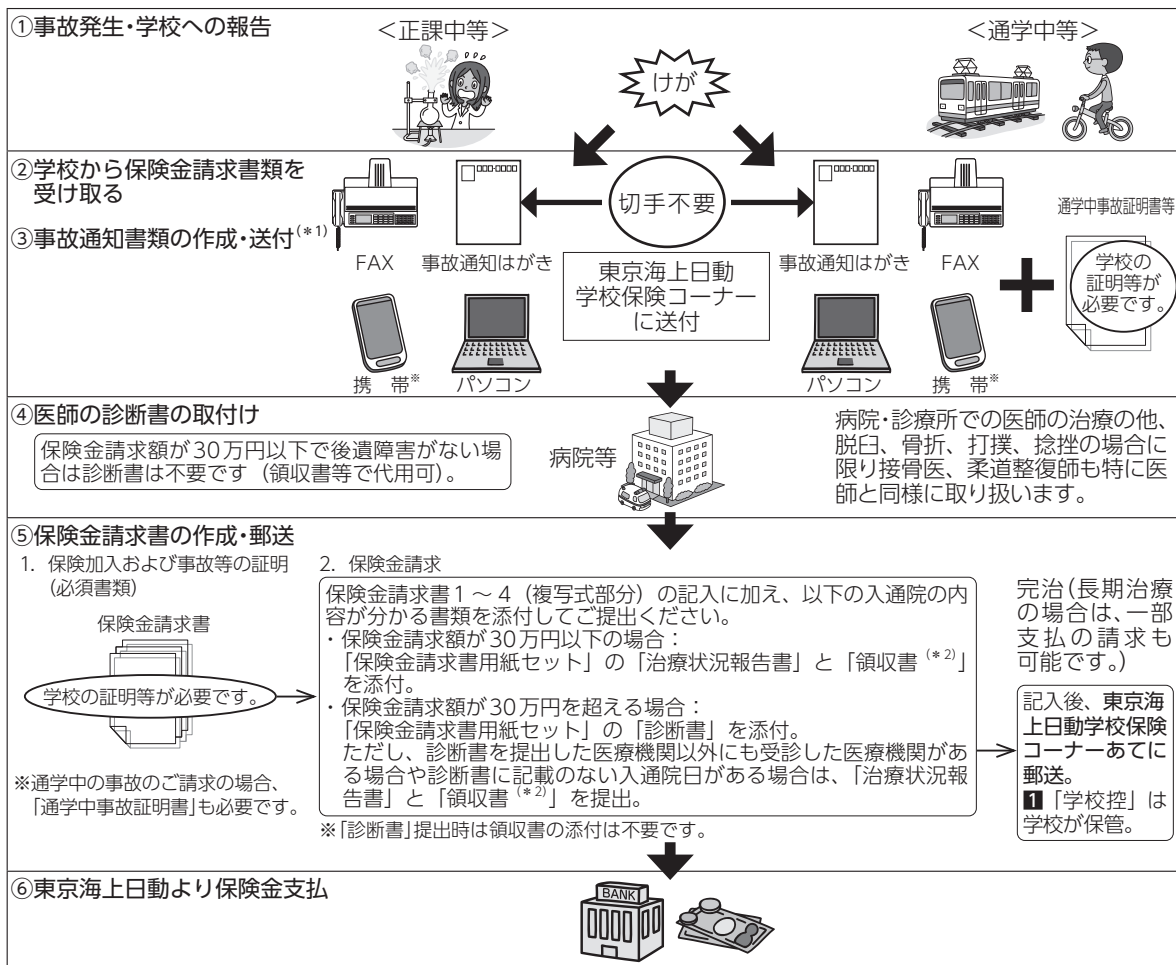 ①事故発生・学校への報告
＜正課中等＞
けが
＜通学中等＞
②学校から保険金請求書類を
受け取る
③事故通知書類の作成・送付(＊1)
FAX
事故通知はがき
携　帯※
パソコン
切手不要
東京海上日動
学校保険コーナー
に送付
事故通知はがき
FAX
パソコン
携　帯※
通学中事故証明書等
学校の
証明等が
必要です。
④医師の診断書の取付け
保険金請求額が30万円以下で後遺障害がない場
合は診断書は不要です（領収書等で代用可）。
病院等
病院・診療所での医師の治療の他、
脱臼、骨折、打撲、捻挫の場合に
限り接骨医、柔道整復師も特に医
師と同様に取り扱います。
⑤保険金請求書の作成・郵送
1. 保険加入および事故等の証明
(必須書類)
保険金請求書
学校の証明等が必要です。
※通学中の事故のご請求の場合、
「通学中事故証明書」も必要です。
2. 保険金請求
保険金請求書1～4（複写式部分）の記入に加え、以下の入通院の内
容が分かる書類を添付してご提出ください。
・保険金請求額が30万円以下の場合：
「保険金請求書用紙セット」の「治療状況報告書」と「領収書(＊2)」
を添付。
・保険金請求額が30万円を超える場合：
「保険金請求書用紙セット」の「診断書」を添付。
ただし、診断書を提出した医療機関以外にも受診した医療機関があ
る場合や診断書に記載のない入通院日がある場合は、「治療状況報
告書」と「領収書(＊2)」を提出。
※「診断書」提出時は領収書の添付は不要です。
完治(長期治療
の場合は、一部
支払の請求も
可能です。)
記入後、東京海
上日動学校保険
コーナーあてに
郵送。
1「学校控」は
学校が保管。
⑥東京海上日動より保険金支払
BANK